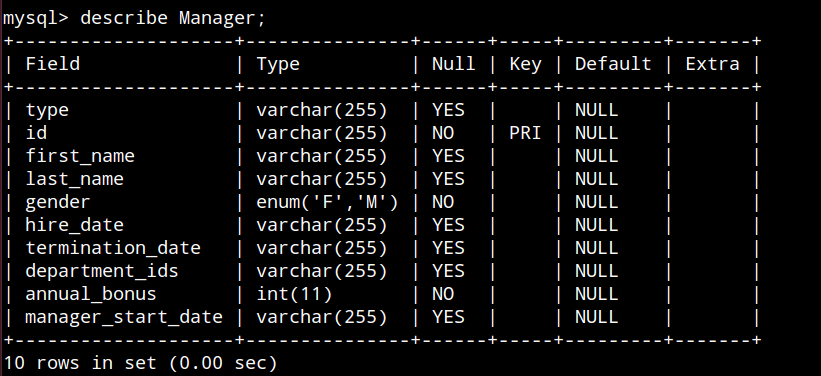 mysql> describe Manager;
+--------------------+---------------+------+-----+---------+-------+
| Field              | Type          | Null | Key | Default | Extra |
+--------------------+---------------+------+-----+---------+-------+
| type               | varchar(255)  | YES  |     | NULL    |       |
| id                 | varchar(255)  | NO   | PRI | NULL    |       |
| first_name         | varchar(255)  | YES  |     | NULL    |       |
| last_name          | varchar(255)  | YES  |     | NULL    |       |
| gender             | enum('F','M') | NO   |     | NULL    |       |
| hire_date          | varchar(255)  | YES  |     | NULL    |       |
| termination_date   | varchar(255)  | YES  |     | NULL    |       |
| department_ids     | varchar(255)  | YES  |     | NULL    |       |
| annual_bonus       | int(11)       | NO   |     | NULL    |       |
| manager_start_date | varchar(255)  | YES  |     | NULL    |       |
+--------------------+---------------+------+-----+---------+-------+
10 rows in set (0.00 sec)